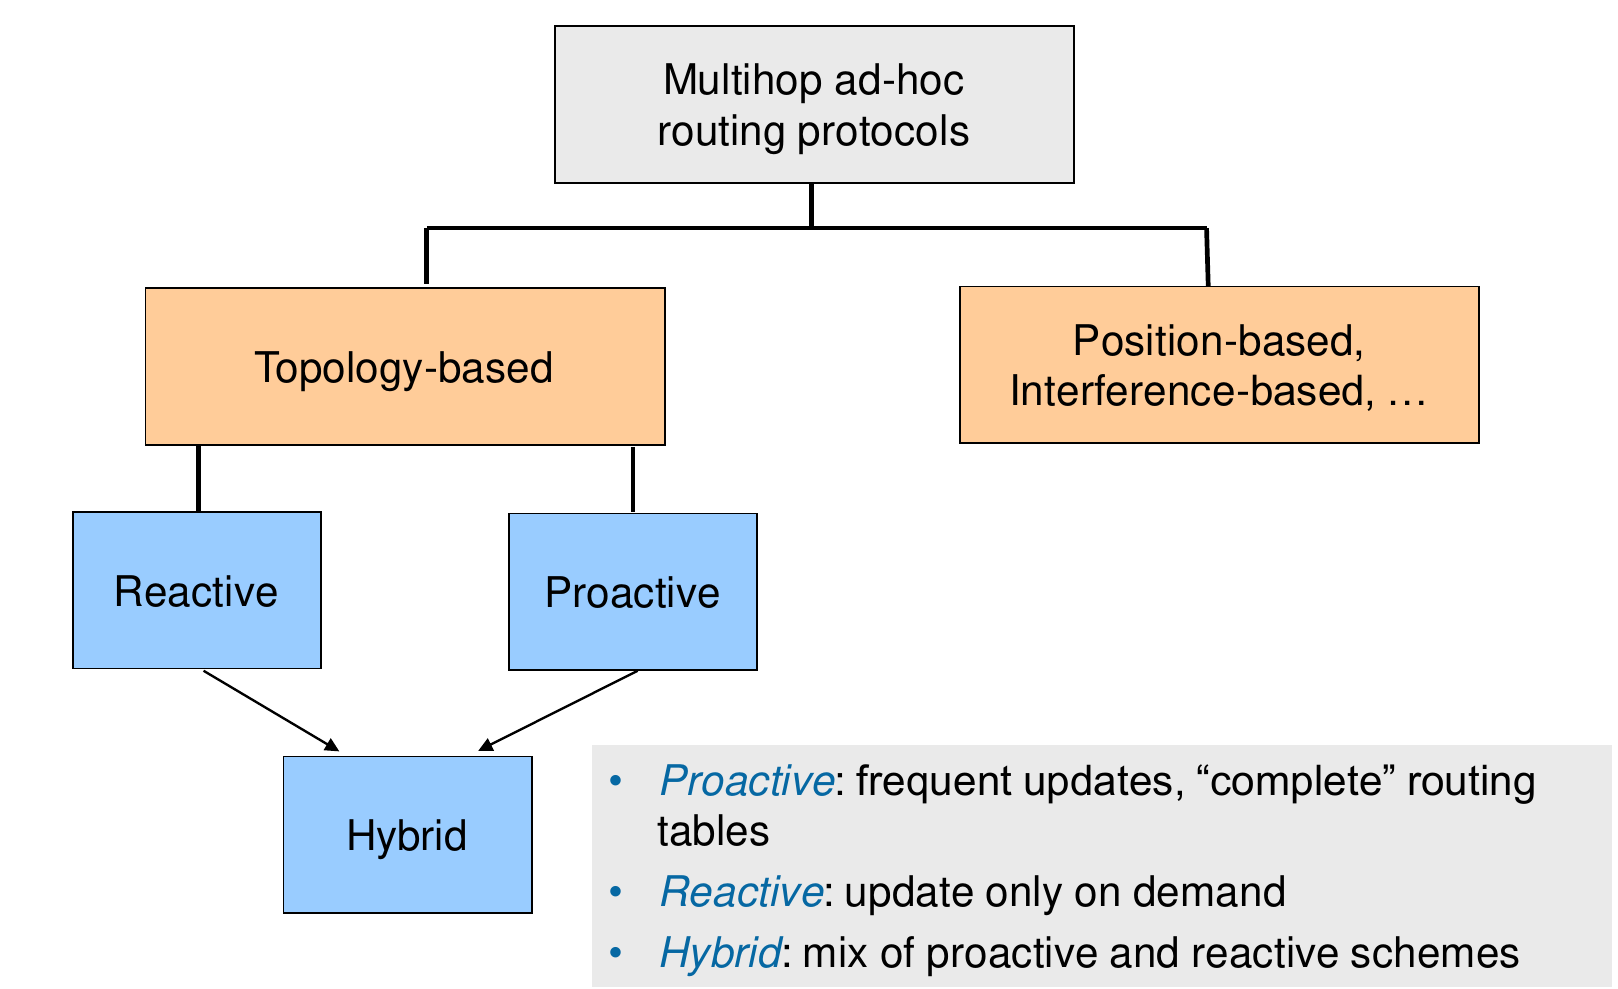 Multihop ad-hoc
routing protocols
Topology-based
Position-based,
Interference-based, …
Reactive
Proactive
Hybrid
• Proactive: frequent updates, “complete” routing
tables
• Reactive: update only on demand
• Hybrid: mix of proactive and reactive schemes